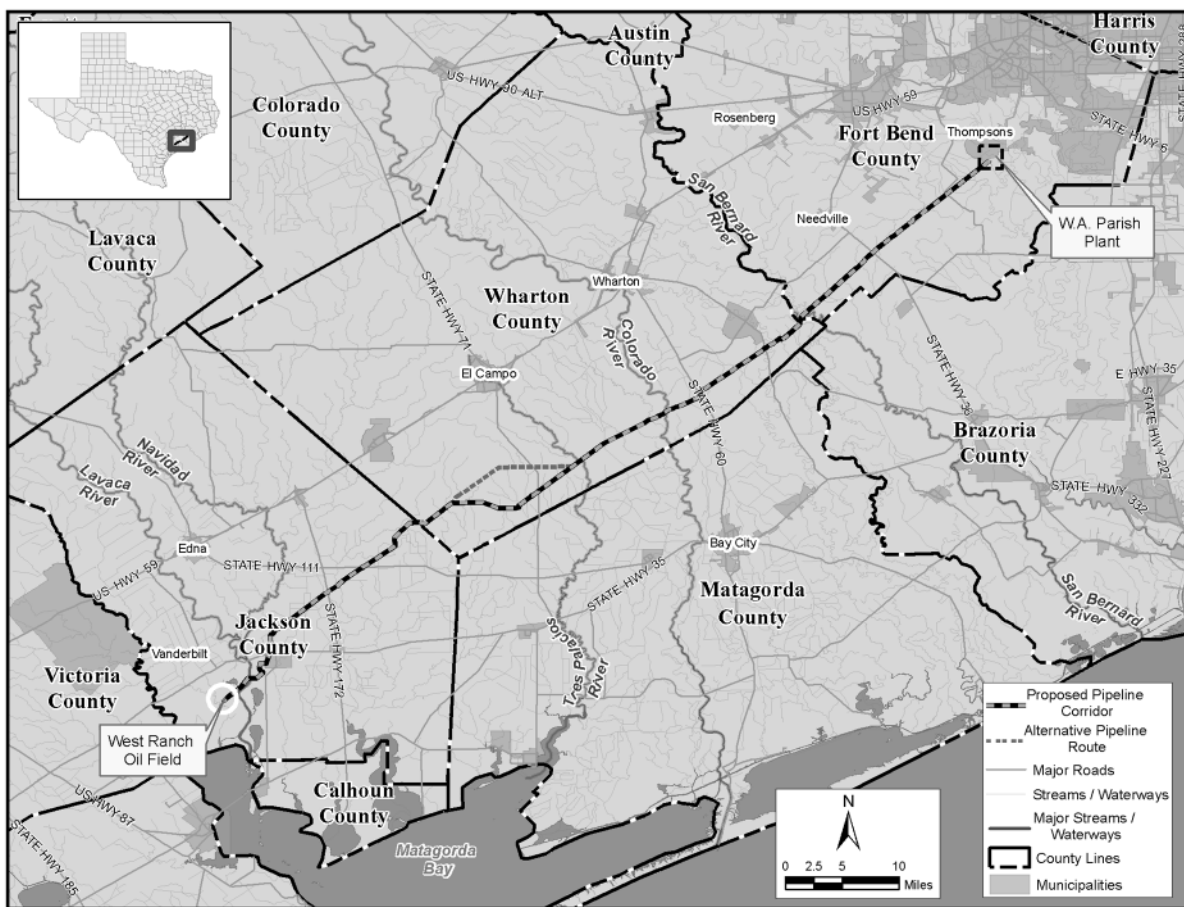 Harris
County
Austin
County
STATE HWY 288
US HWY 90 ALT
US HWY 59
Colorado
County
Rosenberg
Fort Bend
County
Thompsons
STATE HWY 6
San Bernard
River
Needville
W.A. Parish
Plant
Lavaca
County
Wharton
STATE HWY 71
Wharton
County
Colorado
River
El Campo
STATE HWY 36
E HWY 35
STATE HWY 60
Brazoria
County
STATE HWY 227
STATE HWY 332
Navidad
River
Lavaca
River
Edna
US HWY 59
STATE HWY 111
Bay City
STATE HWY 35
Matagorda
County
San Bernard
River
Jackson
County
Vanderbilt
STATE HWY 172
Tres Palacios
River
Victoria
County
West Ranch
Oil Field
Calhoun
County
US HWY 87
STATE HWY 185
Matagorda
Bay
N
0 2.5 5 10
Miles
Proposed Pipeline
Corridor
Alternative Pipeline
Route
Major Roads
Streams / Waterways
Major Streams /
Waterways
County Lines
Municipalities